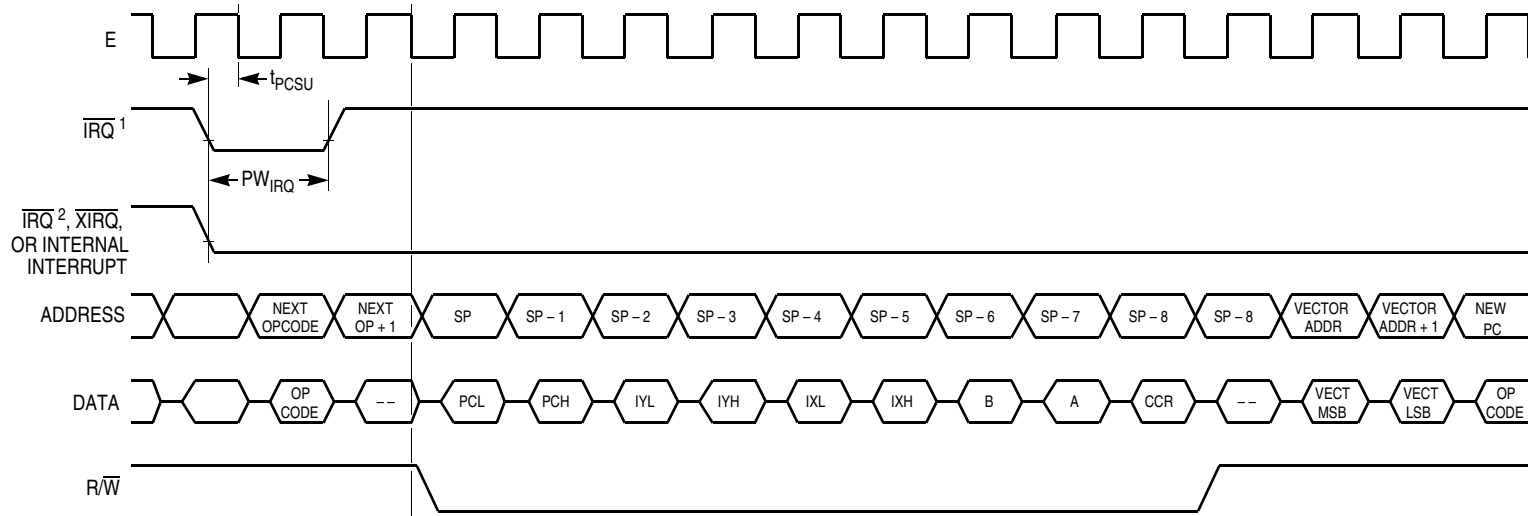 E
tPCSU
IRQ 1
PWIRQ
IRQ 2, XIRQ,
OR INTERNAL
INTERRUPT
ADDRESS
NEXT
OPCODE
NEXT
OP + 1
SP
SP – 1
SP – 2
SP – 3
SP – 4
SP – 5
SP – 6
SP – 7
SP – 8
SP – 8
VECTOR
ADDR
VECTOR
ADDR + 1
NEW
PC
DATA
OP
CODE
– –
PCL
PCH
IYL
IYH
IXL
IXH
B
A
CCR
– –
VECT
MSB
VECT
LSB
OP
CODE
R/W